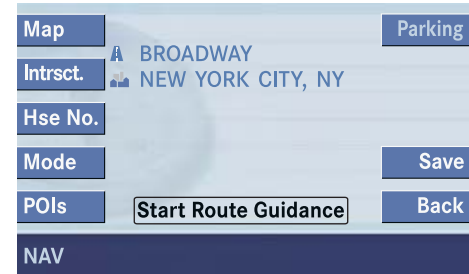 Map
Parking
BROADWAY
Intrsct.
NEW YORK CITY, NY
Hse No.
Mode
Save
POIs
Start Route Guidance
Back
NAV